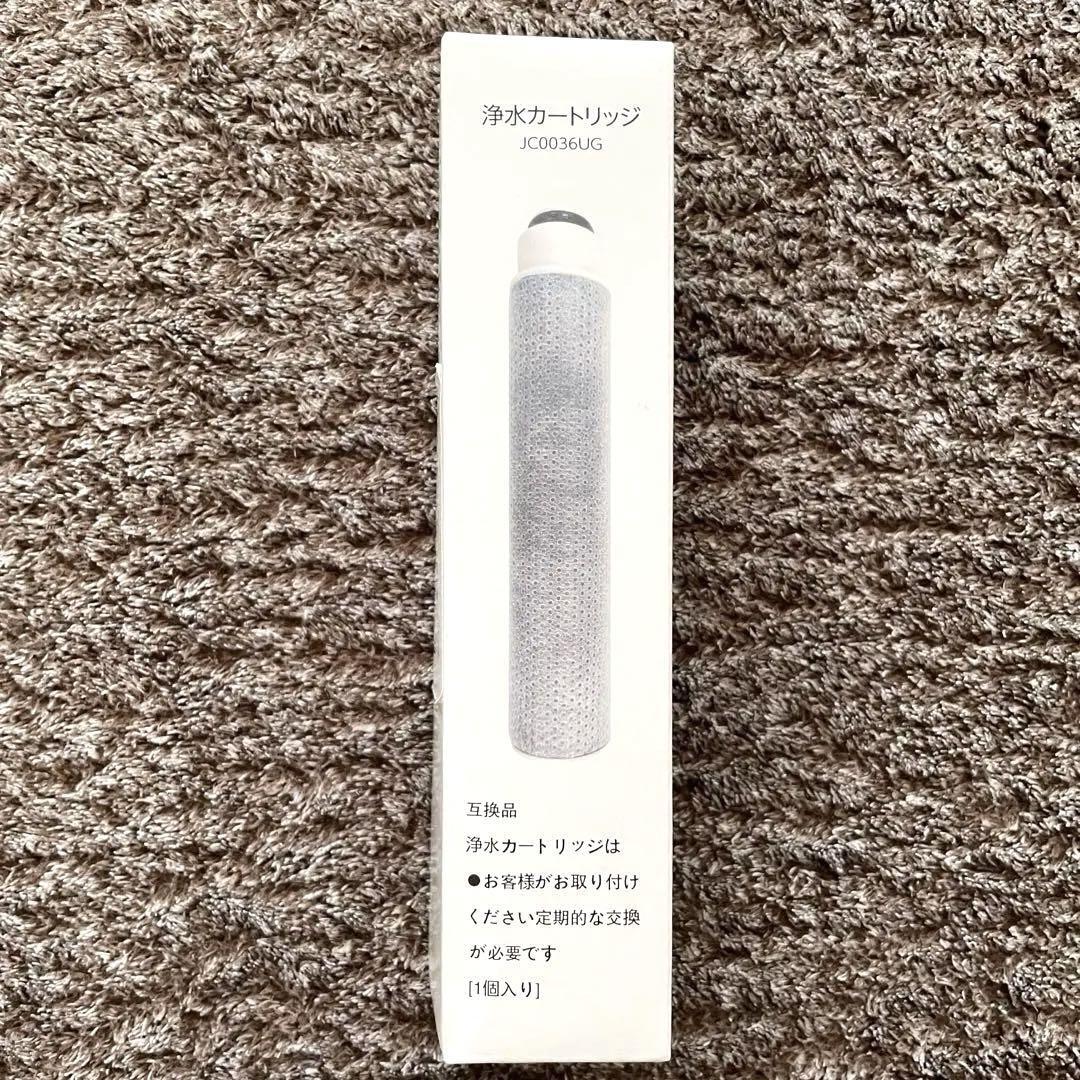 浄水カートリッジ
JC0036UG
互換品
浄水カートリッジは
●お客様がお取り付け
ください定期的な交換
が必要です
[1個入り]